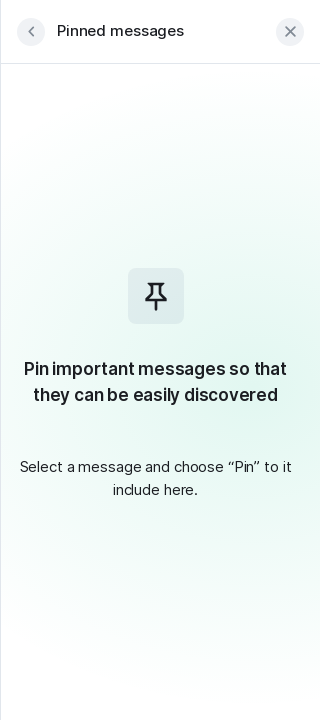 Pinned messages
Pin important messages so that
they can be easily discovered
Select a message and choose “Pin” to it
include here.